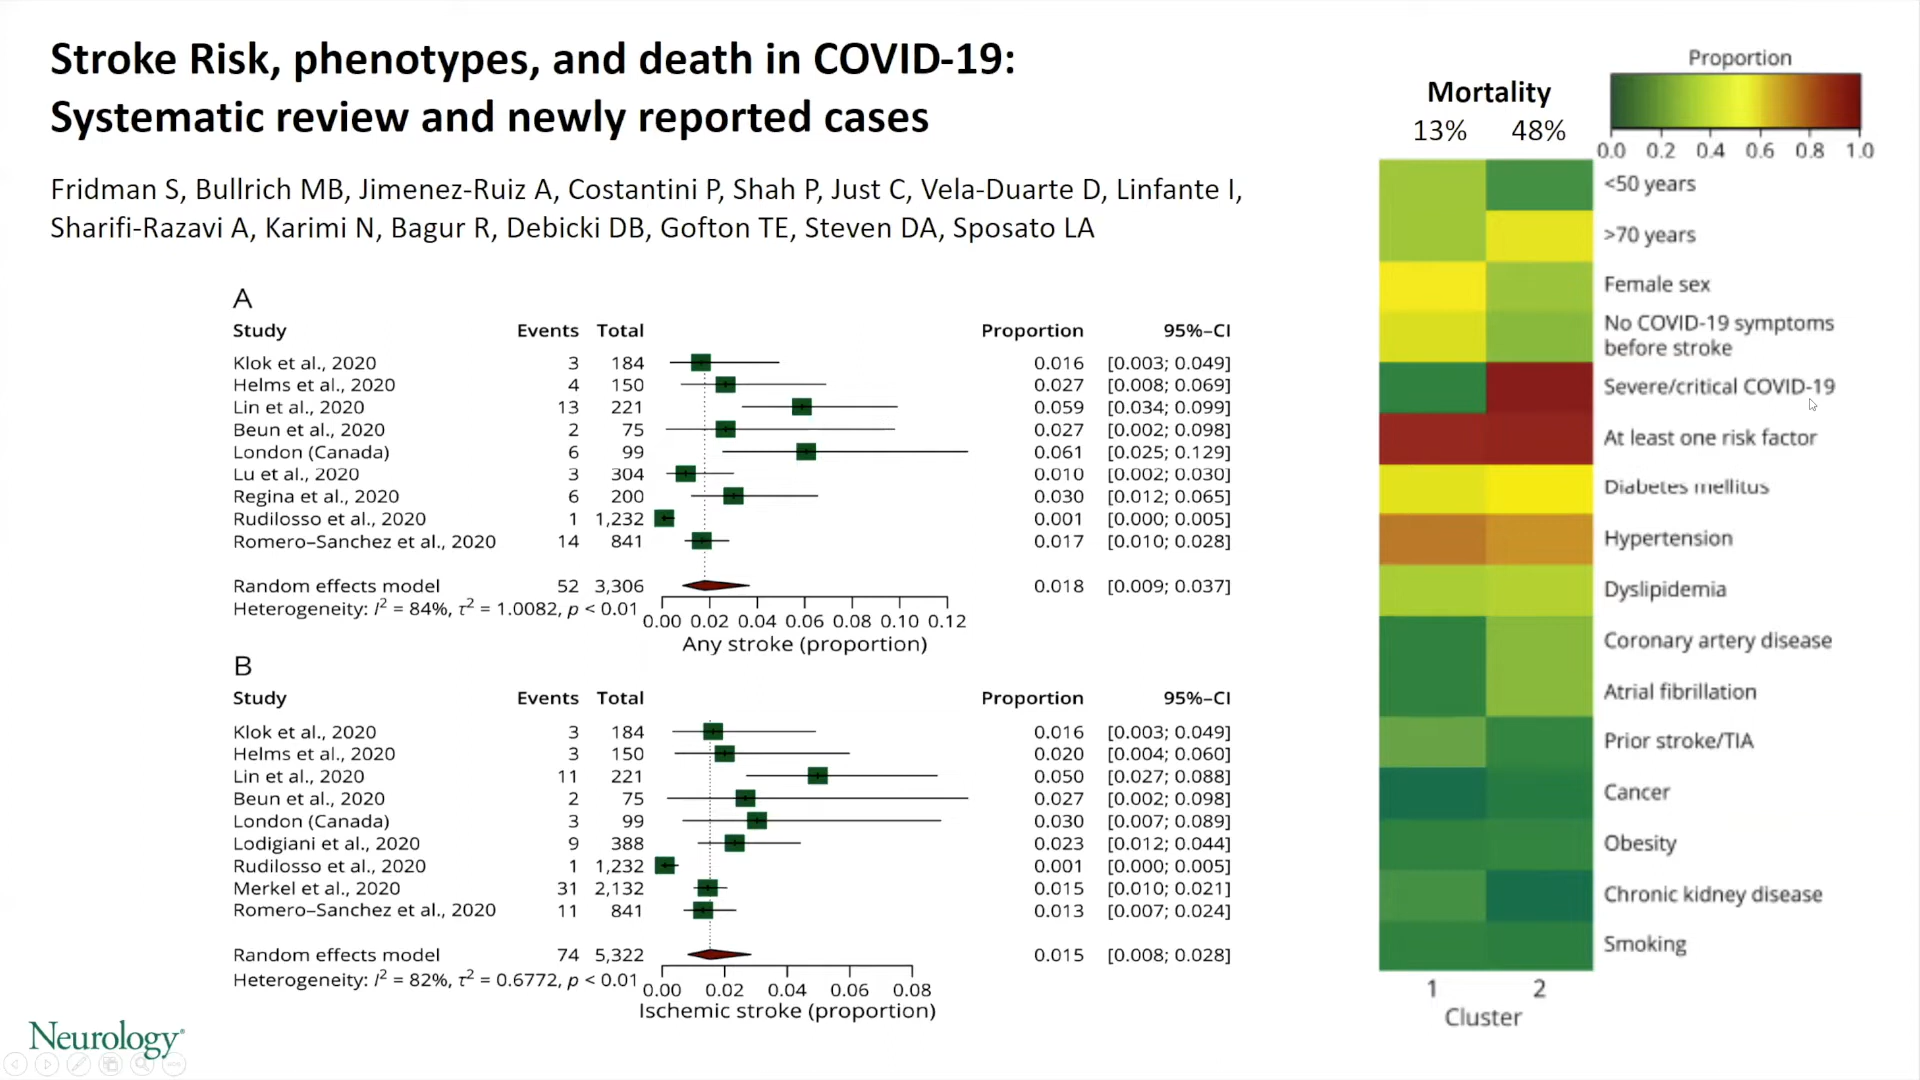 Stroke Risk, phenotypes, and death in COVID-19:
Systematic review and newly reported cases
Fridman S, Bullrich MB, Jimenez-Ruiz A, Costantini P, Shah P, Just C, Vela-Duarte D, Linfante I,
Sharifi-Razavi A, Karimi N, Bagur R, Debicki DB, Gofton TE, Steven DA, Sposato LA
A
Study Events Total Proportion 95%–CI
Klok et al., 2020 3 184 0.016 [0.003; 0.049]
Helms et al., 2020 4 150 0.027 [0.008; 0.069]
Lin et al., 2020 13 221 0.059 [0.034; 0.099]
Beun et al., 2020 2 75 0.027 [0.002; 0.098]
London (Canada) 6 99 0.061 [0.025; 0.129]
Lu et al., 2020 3 304 0.010 [0.002; 0.030]
Regina et al., 2020 6 200 0.030 [0.012; 0.065]
Rudilosso et al., 2020 1 1,232 0.001 [0.000; 0.005]
Romero–Sanchez et al., 2020 14 841 0.017 [0.010; 0.028]
Random effects model 52 3,306 0.018 [0.009; 0.037]
Heterogeneity: I² = 84%, τ² = 1.0082, p < 0.01
0.00 0.02 0.04 0.06 0.08 0.10 0.12
Any stroke (proportion)
B
Study Events Total Proportion 95%–CI
Klok et al., 2020 3 184 0.016 [0.003; 0.049]
Helms et al., 2020 3 150 0.020 [0.004; 0.060]
Lin et al., 2020 11 221 0.050 [0.027; 0.088]
Beun et al., 2020 2 75 0.027 [0.002; 0.098]
London (Canada) 3 99 0.030 [0.007; 0.089]
Lodigiani et al., 2020 9 388 0.023 [0.012; 0.044]
Rudilosso et al., 2020 1 1,232 0.001 [0.000; 0.005]
Merkel et al., 2020 31 2,132 0.015 [0.010; 0.021]
Romero–Sanchez et al., 2020 11 841 0.013 [0.007; 0.024]
Random effects model 74 5,322 0.015 [0.008; 0.028]
Heterogeneity: I² = 82%, τ² = 0.6772, p < 0.01
0.00 0.02 0.04 0.06 0.08
Ischemic stroke (proportion)
Proportion
0.0 0.2 0.4 0.6 0.8 1.0
Mortality
13% 48%
<50 years
>70 years
Female sex
No COVID-19 symptoms
before stroke
Severe/critical COVID-19
At least one risk factor
Diabetes mellitus
Hypertension
Dyslipidemia
Coronary artery disease
Atrial fibrillation
Prior stroke/TIA
Cancer
Obesity
Chronic kidney disease
Smoking
1 2
Cluster
Neurology®